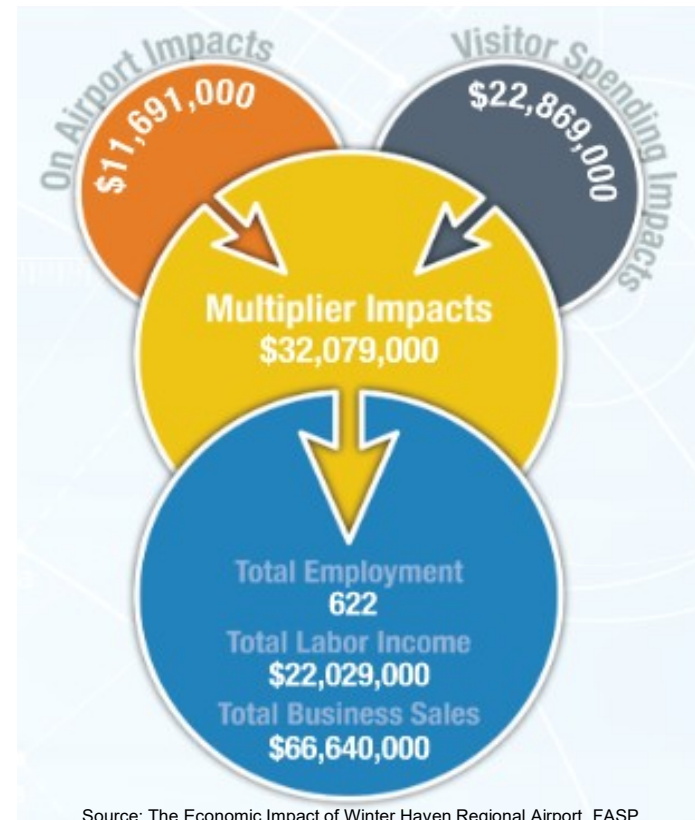 On Airport Impacts
$11,691,000
Visitor Spending Impacts
$22,869,000
Multiplier Impacts
$32,079,000
Total Employment
622
Total Labor Income
$22,029,000
Total Business Sales
$66,640,000
Source: The Economic Impact of Winter Haven Regional Airport, FASP